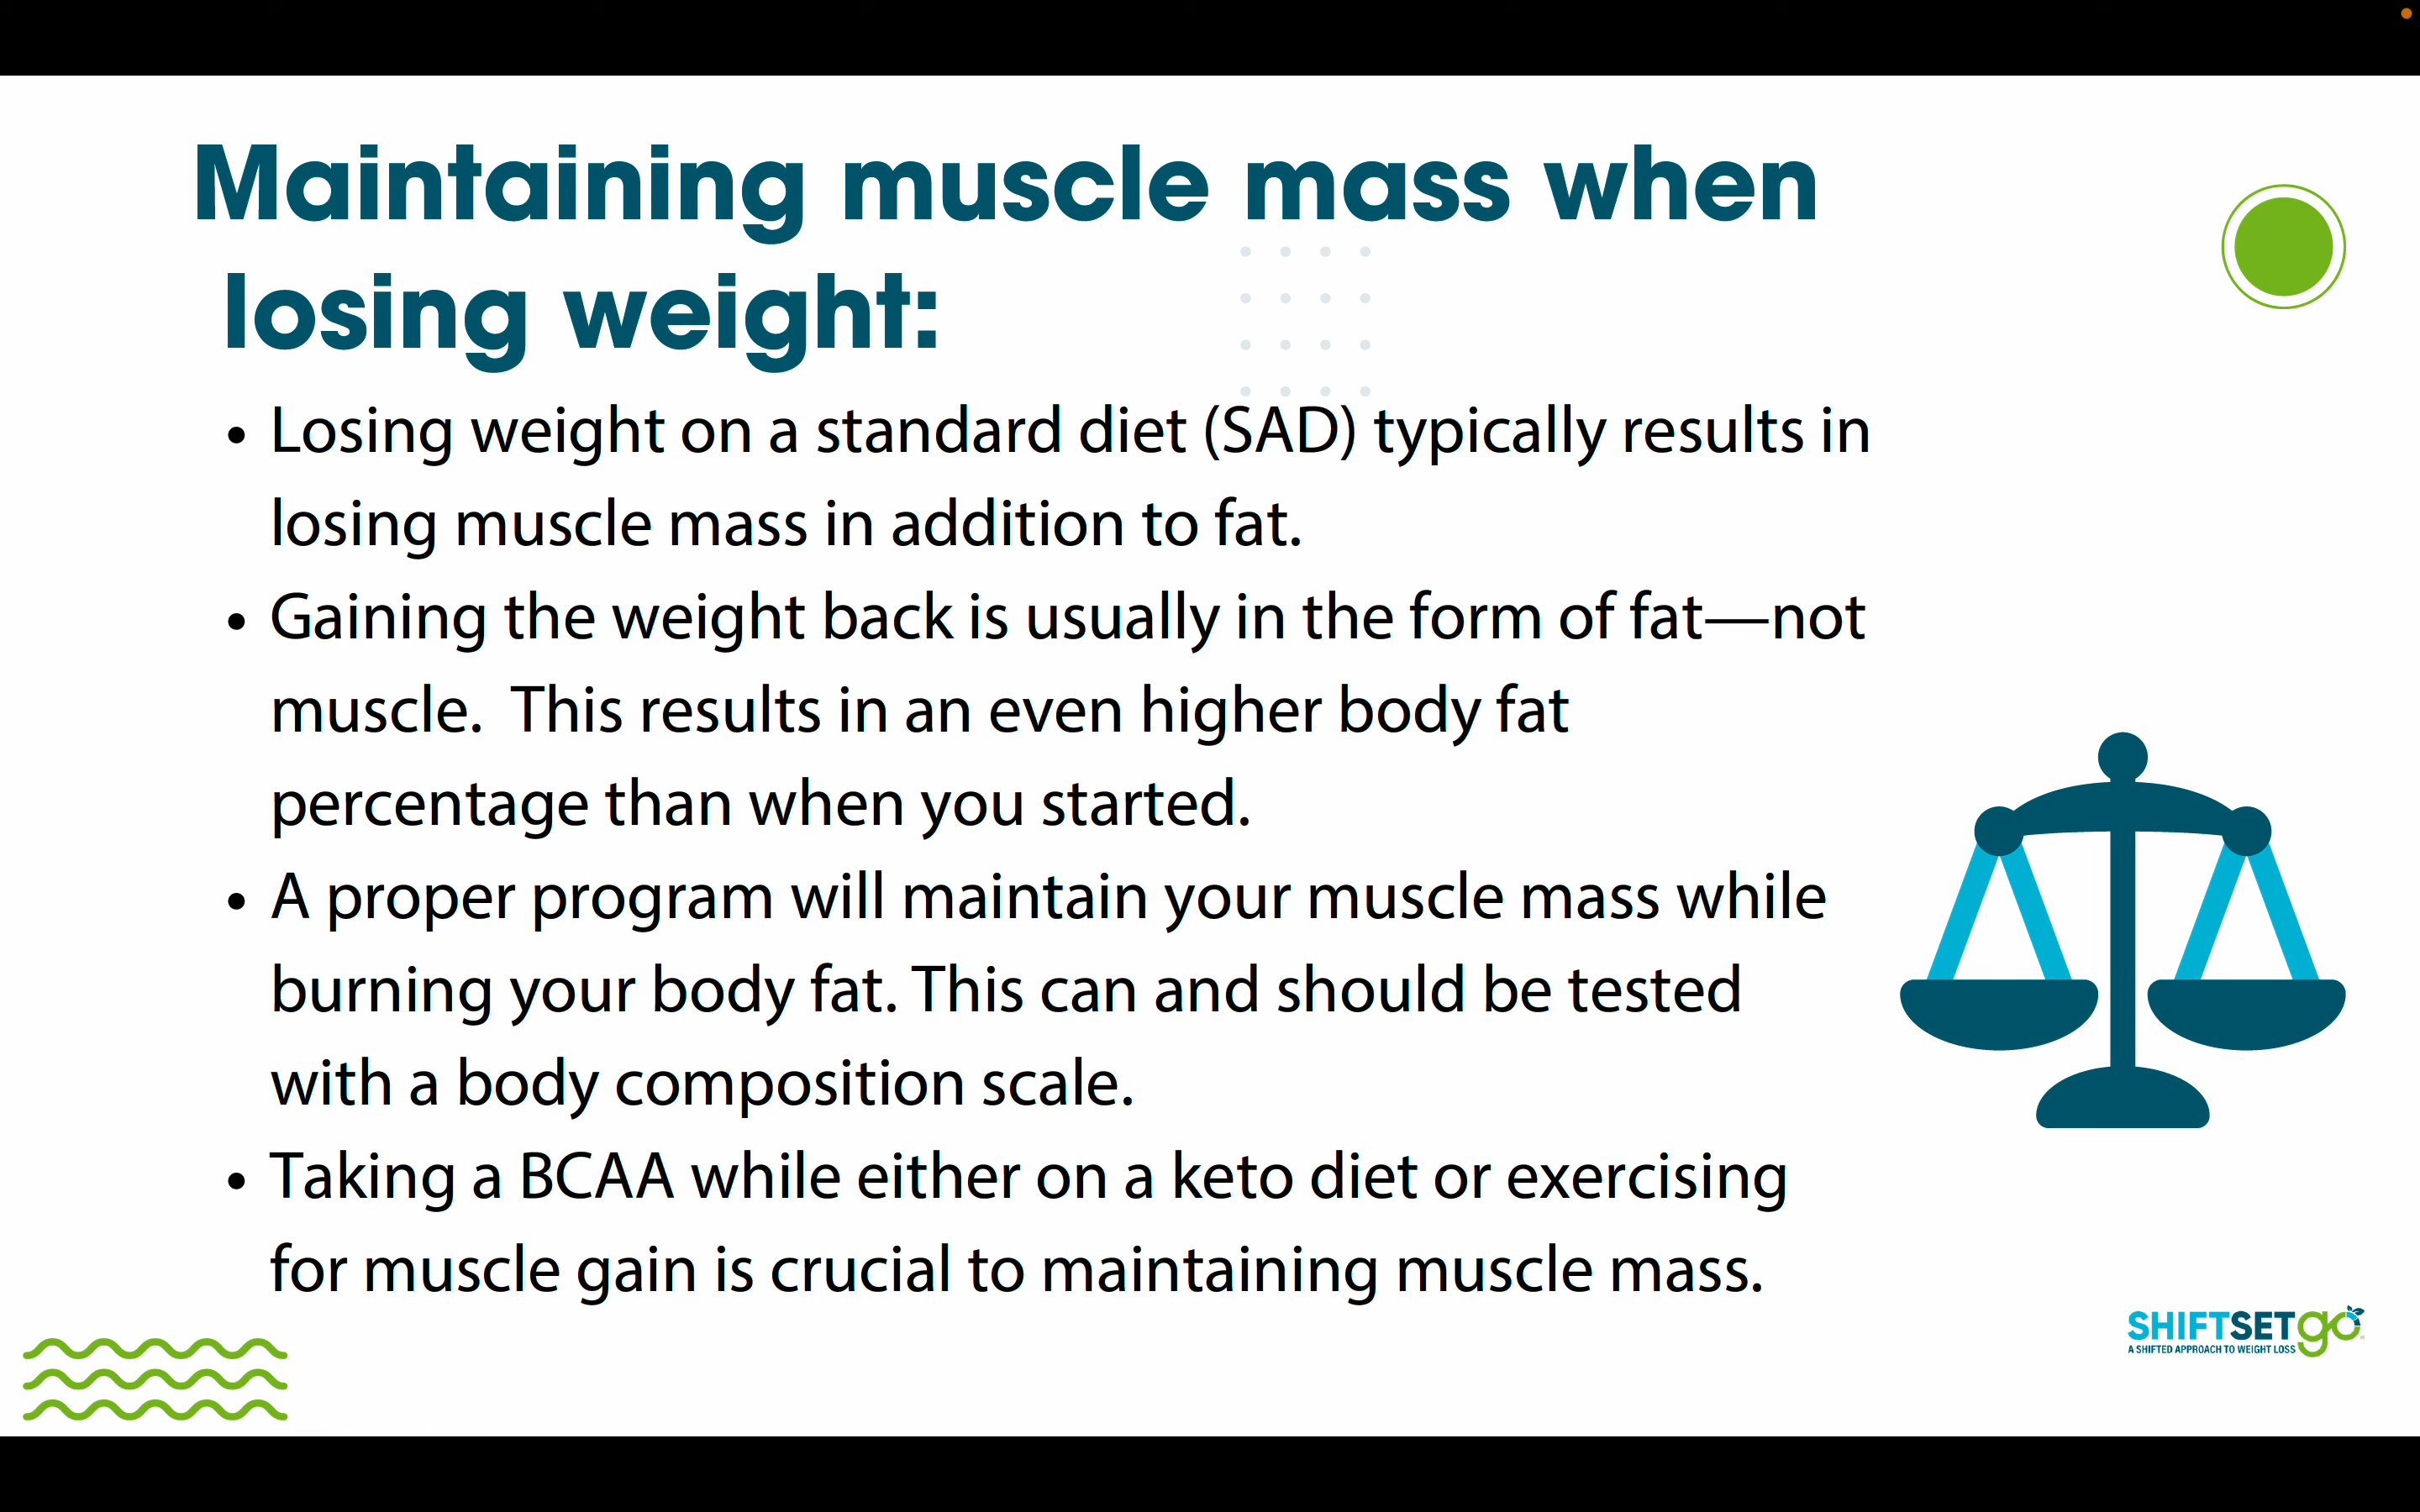 Maintaining muscle mass when
losing weight:
• Losing weight on a standard diet (SAD) typically results in
losing muscle mass in addition to fat.
• Gaining the weight back is usually in the form of fat—not
muscle.  This results in an even higher body fat
percentage than when you started.
• A proper program will maintain your muscle mass while
burning your body fat. This can and should be tested
with a body composition scale.
• Taking a BCAA while either on a keto diet or exercising
for muscle gain is crucial to maintaining muscle mass.
SHIFTSETgo
A SHIFTED APPROACH TO WEIGHT LOSS